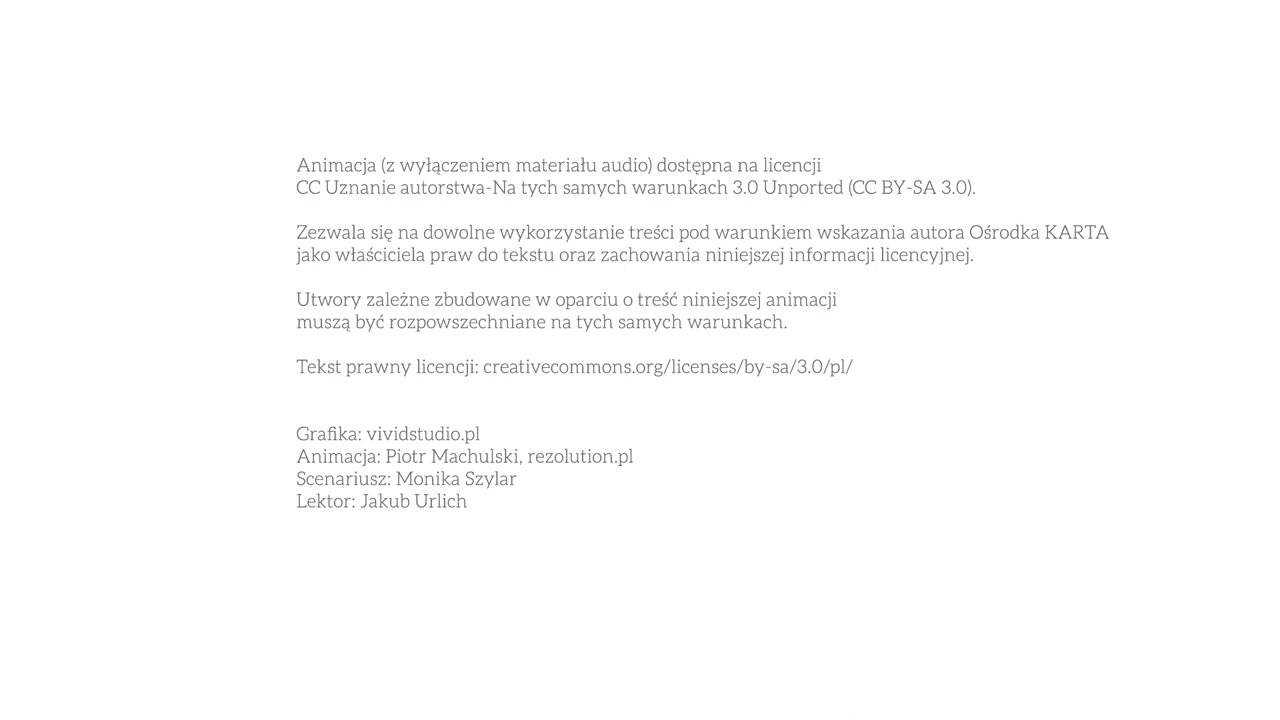 Animacja (z wyłączeniem materiału audio) dostępna na licencji
CC Uznanie autorstwa-Na tych samych warunkach 3.0 Unported (CC BY-SA 3.0).
Zezwala się na dowolne wykorzystanie treści pod warunkiem wskazania autora Ośrodka KARTA
jako właściciela praw do tekstu oraz zachowania niniejszej informacji licencyjnej.
Utwory zależne zbudowane w oparciu o treść niniejszej animacji
muszą być rozpowszechniane na tych samych warunkach.
Tekst prawny licencji: creativecommons.org/licenses/by-sa/3.0/pl/
Grafika: vividstudio.pl
Animacja: Piotr Machulski, rezolution.pl
Scenariusz: Monika Szylar
Lektor: Jakub Urlich